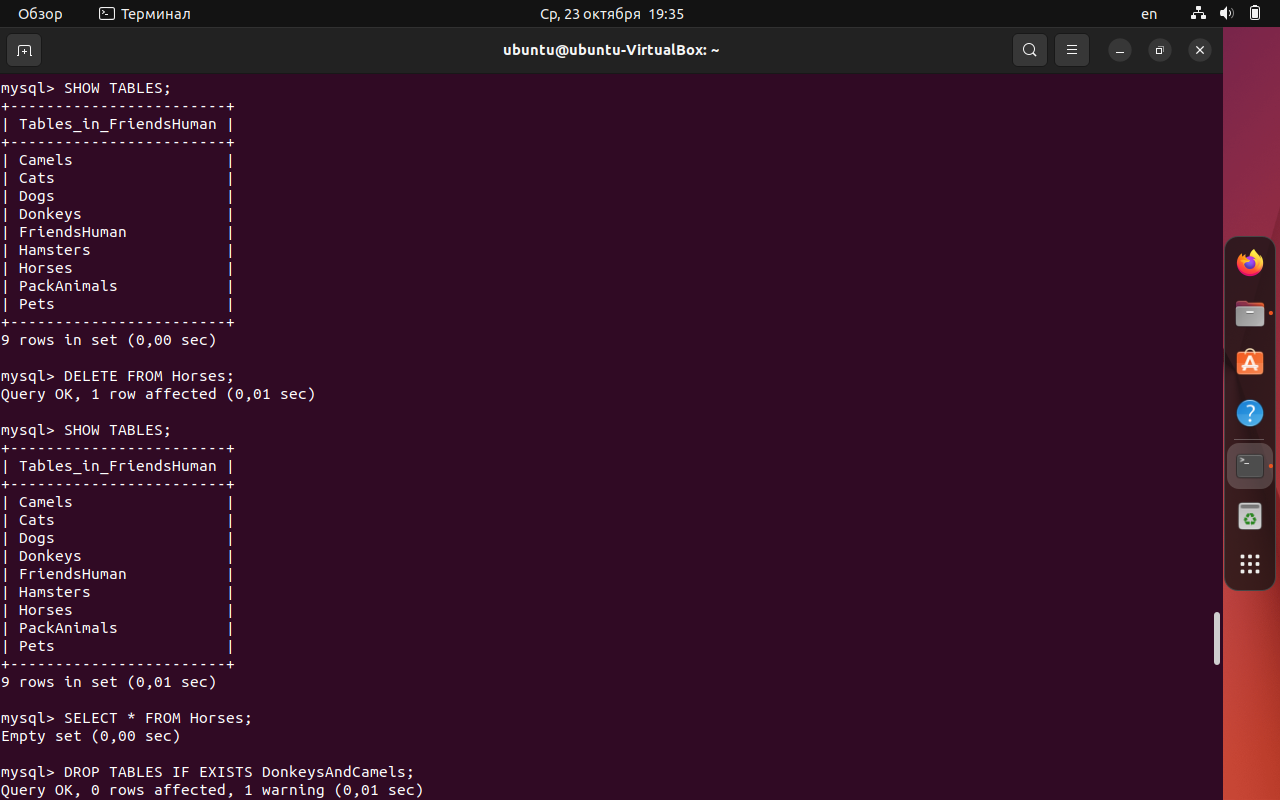 Обзор
Терминал
Ср, 23 октября  19:35
en
ubuntu@ubuntu-VirtualBox: ~
mysql> SHOW TABLES;
+------------------------+
| Tables_in_FriendsHuman |
+------------------------+
| Camels                 |
| Cats                   |
| Dogs                   |
| Donkeys                |
| FriendsHuman           |
| Hamsters               |
| Horses                 |
| PackAnimals            |
| Pets                   |
+------------------------+
9 rows in set (0,00 sec)

mysql> DELETE FROM Horses;
Query OK, 1 row affected (0,01 sec)

mysql> SHOW TABLES;
+------------------------+
| Tables_in_FriendsHuman |
+------------------------+
| Camels                 |
| Cats                   |
| Dogs                   |
| Donkeys                |
| FriendsHuman           |
| Hamsters               |
| Horses                 |
| PackAnimals            |
| Pets                   |
+------------------------+
9 rows in set (0,01 sec)

mysql> SELECT * FROM Horses;
Empty set (0,00 sec)

mysql> DROP TABLES IF EXISTS DonkeysAndCamels;
Query OK, 0 rows affected, 1 warning (0,01 sec)